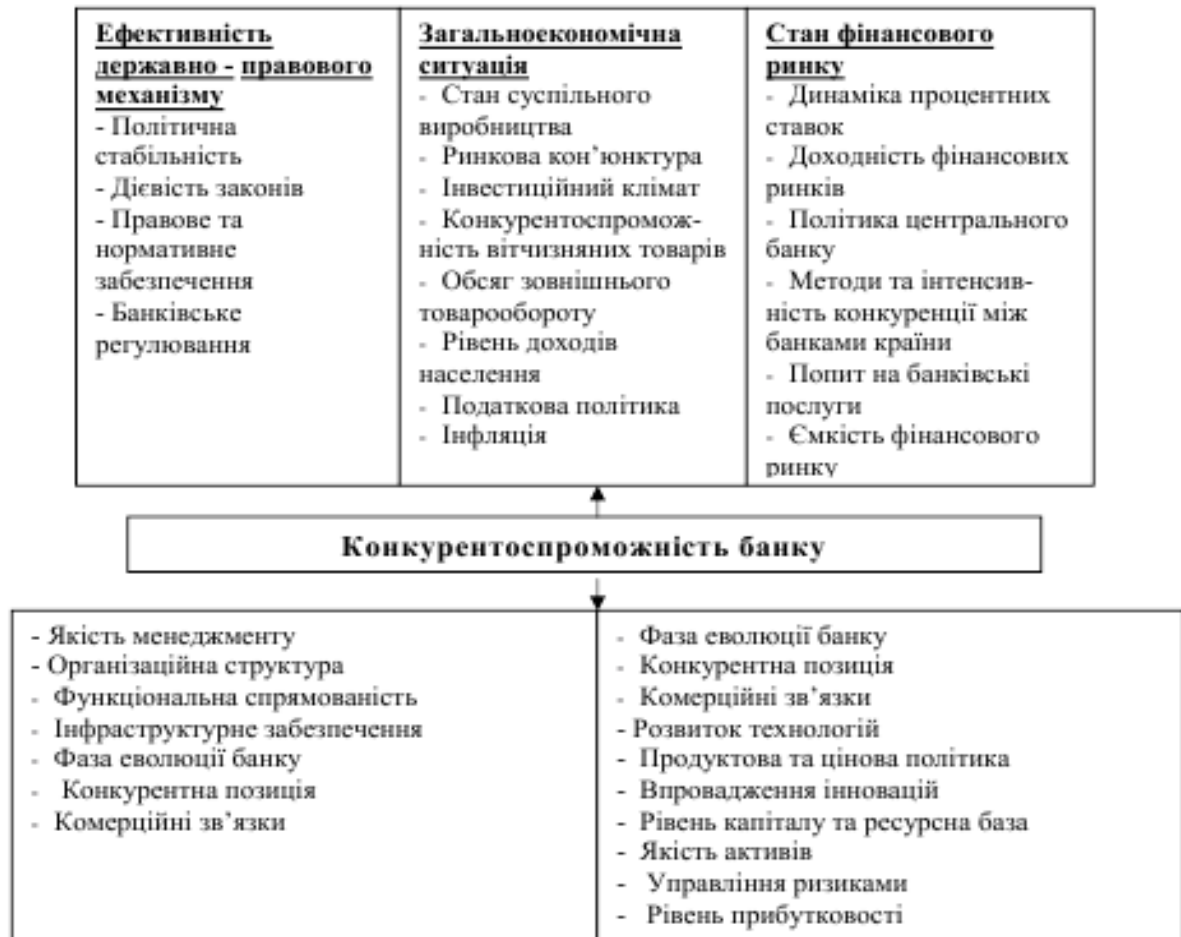 Ефективність
державно - правового
механізму
- Політична
стабільність
- Дієвість законів
- Правове та
нормативне
забезпечення
- Банківське
регулювання
Загальноекономічна
ситуація
- Стан суспільного
виробництва
- Ринкова кон’юнктура
- Інвестиційний клімат
- Конкурентоспромож-
ність вітчизняних товарів
- Обсяг зовнішнього
товарообороту
- Рівень доходів
населення
- Податкова політика
- Інфляція
Стан фінансового
ринку
- Динаміка процентних
ставок
- Доходність фінансових
ринків
- Політика центрального
банку
- Методи та інтенсив-
ність конкуренції між
банками країни
- Попит на банківські
послуги
- Ємкість фінансового
ринку
Конкурентоспроможність банку
- Якість менеджменту
- Організаційна структура
- Функціональна спрямованість
- Інфраструктурне забезпечення
- Фаза еволюції банку
- Конкурентна позиція
- Комерційні зв’язки
- Фаза еволюції банку
- Конкурентна позиція
- Комерційні зв’язки
- Розвиток технологій
- Продуктова та цінова політика
- Впровадження інновацій
- Рівень капіталу та ресурсна база
- Якість активів
- Управління ризиками
- Рівень прибутковості